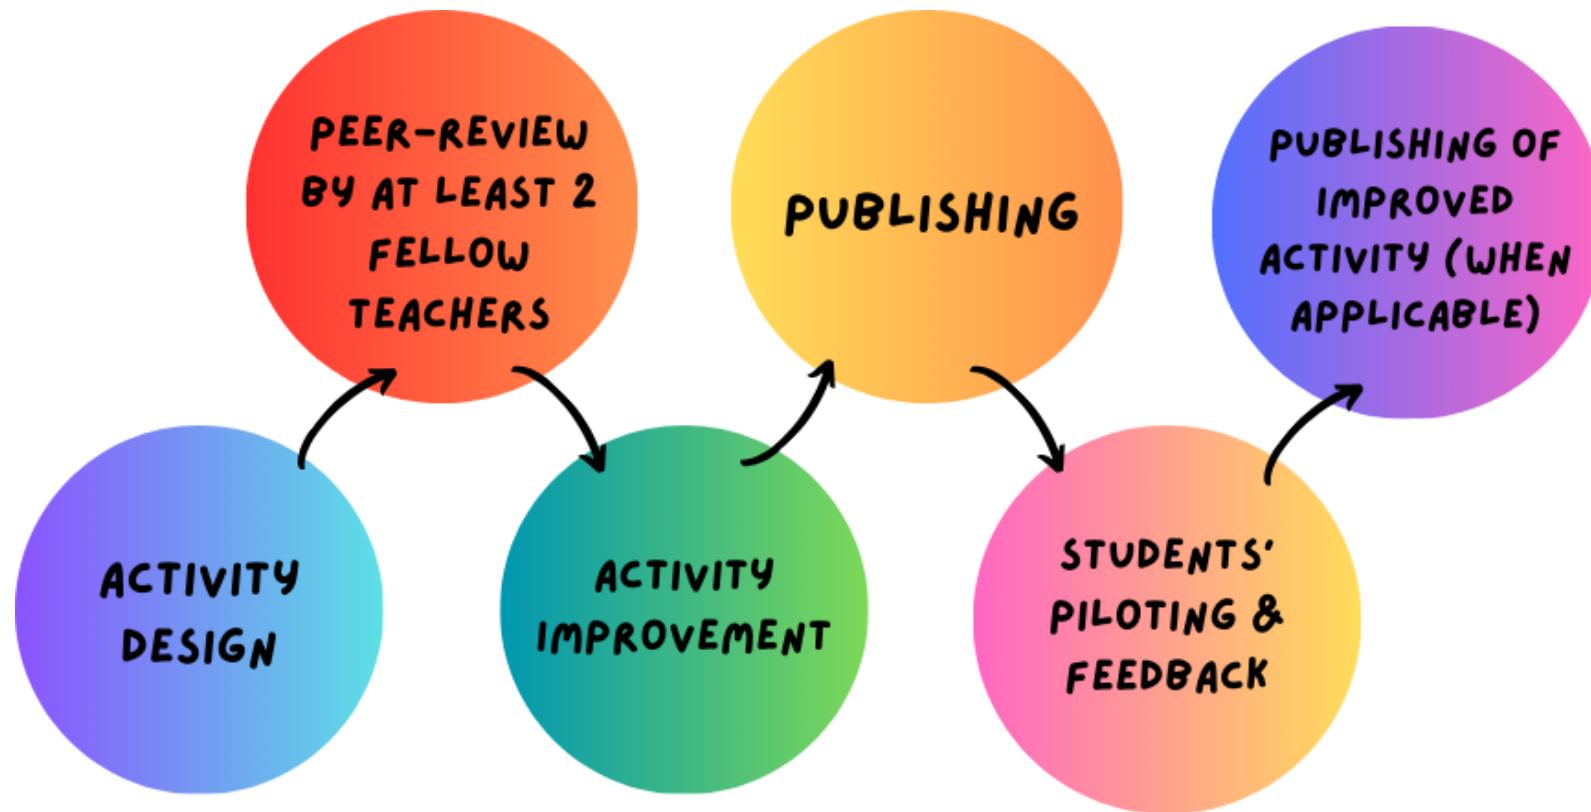 ACTIVITY
DESIGN
PEER-REVIEW
BY AT LEAST 2
FELLOW
TEACHERS
ACTIVITY
IMPROVEMENT
PUBLISHING
STUDENTS'
PILOTING &
FEEDBACK
PUBLISHING OF
IMPROVED
ACTIVITY (WHEN
APPLICABLE)